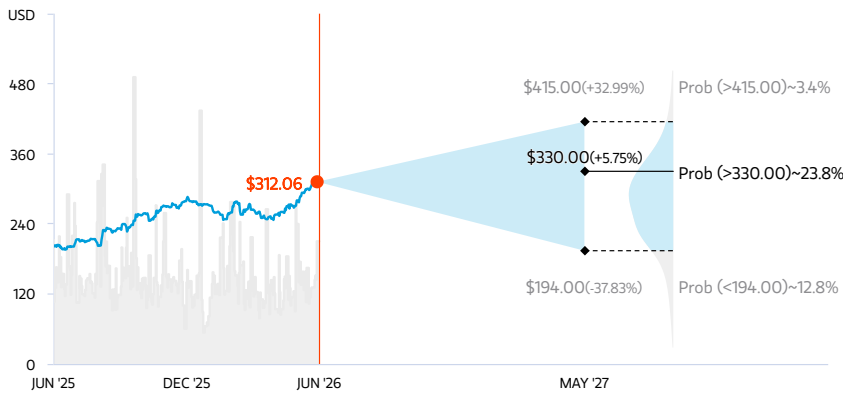 USD
480
360
240
120
0
JUN '25
DEC '25
JUN '26
MAY '27
$312.06
$415.00(+32.99%)
Prob (>415.00)~3.4%
$330.00(+5.75%)
Prob (>330.00)~23.8%
$194.00(-37.83%)
Prob (<194.00)~12.8%